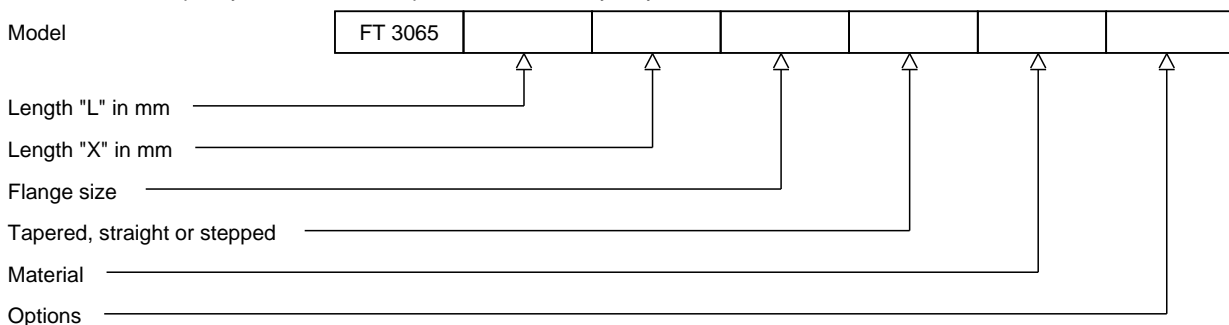 Model FT 3065
Length "L" in mm
Length "X" in mm
Flange size
Tapered, straight or stepped
Material
Options